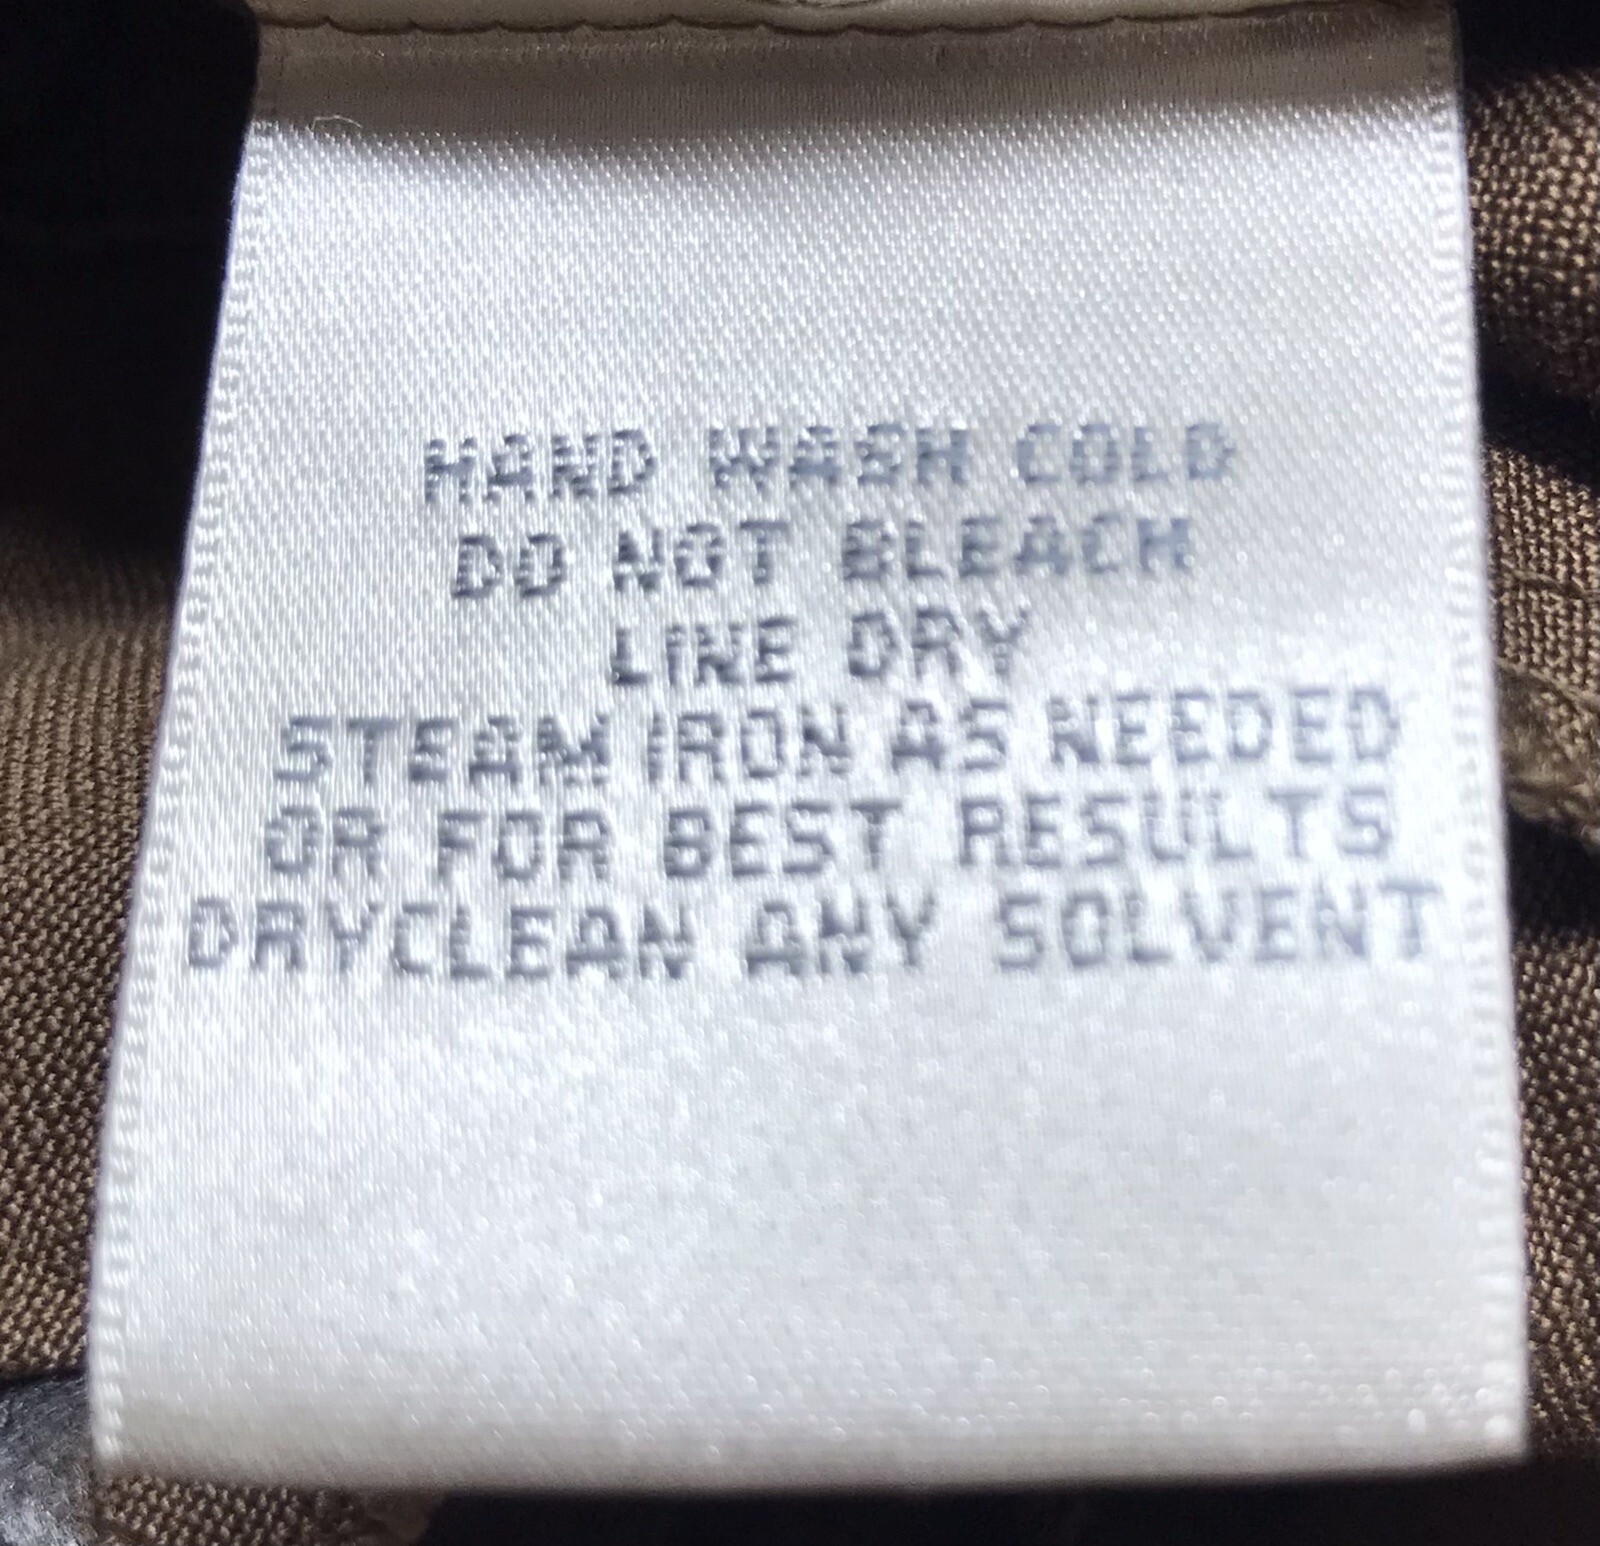 HAND WASH COLD
DO NOT BLEACH
LINE DRY
STEAM IRON AS NEEDED
OR FOR BEST RESULTS
DRYCLEAN ANY SOLVENT